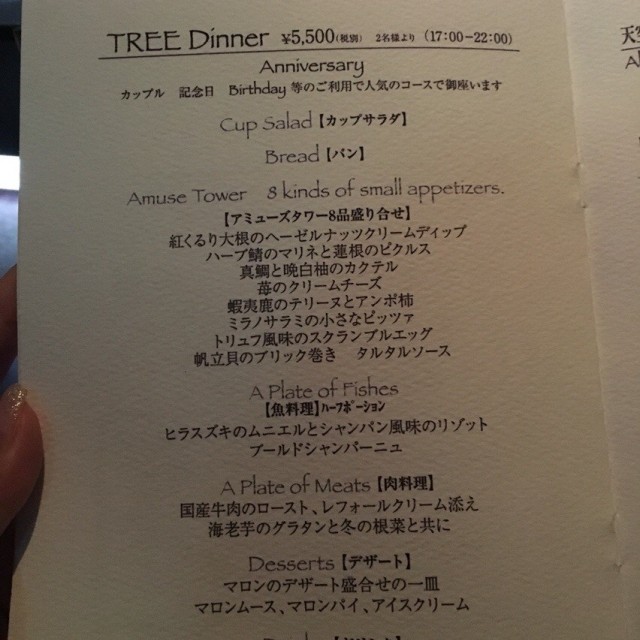 TREE Dinner ¥5,500(税別) 2名様より (17:00-22:00)
Anniversary
カップル 記念日 Birthday 等のご利用で人気のコースで御座います
Cup Salad【カップサラダ】
Bread【パン】
Amuse Tower 8 kinds of small appetizers.
【アミューズタワー8品盛り合せ】
紅くるり大根のヘーゼルナッツクリームディップ
ハーブ鯖のマリネと蓮根のピクルス
真鯛と晩白柚のカクテル
苺のクリームチーズ
蝦夷鹿のテリーヌとアンポ柿
ミラノサラミの小さなピッツァ
トリュフ風味のスクランブルエッグ
帆立貝のブリック巻き タルタルソース
A Plate of Fishes
【魚料理】ハーフポーション
ヒラスズキのムニエルとシャンパン風味のリゾット
ブールドシャンパーニュ
A Plate of Meats【肉料理】
国産牛肉のロースト、レフォールクリーム添え
海老芋のグラタンと冬の根菜と共に
Desserts【デザート】
マロンのデザート盛合せの一皿
マロンムース、マロンパイ、アイスクリーム